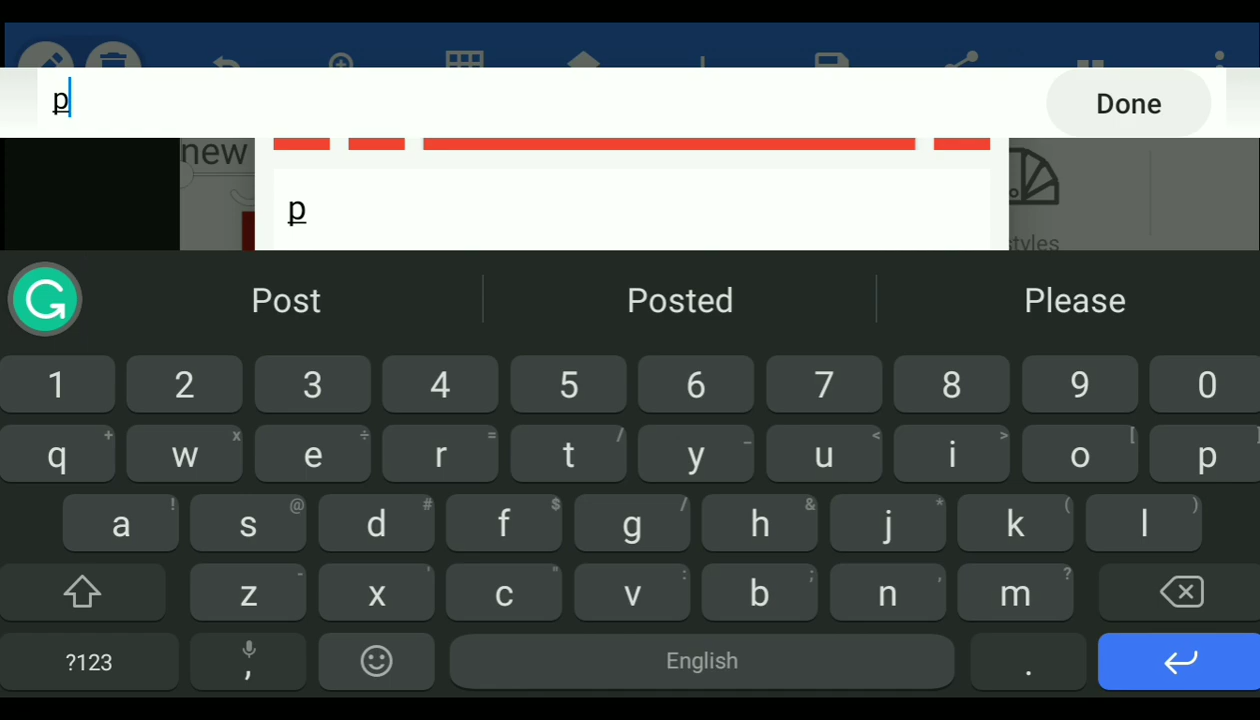 p
Done
new
p
styles
Post Posted Please
1 2 3 4 5 6 7 8 9 0
q + w x e ÷ r = t / y _ u < i > o [ p ]
a ! s @ d # f $ g / h & j * k ( l )
z - x ' c " v : b ; n , m ?
?123 , English .